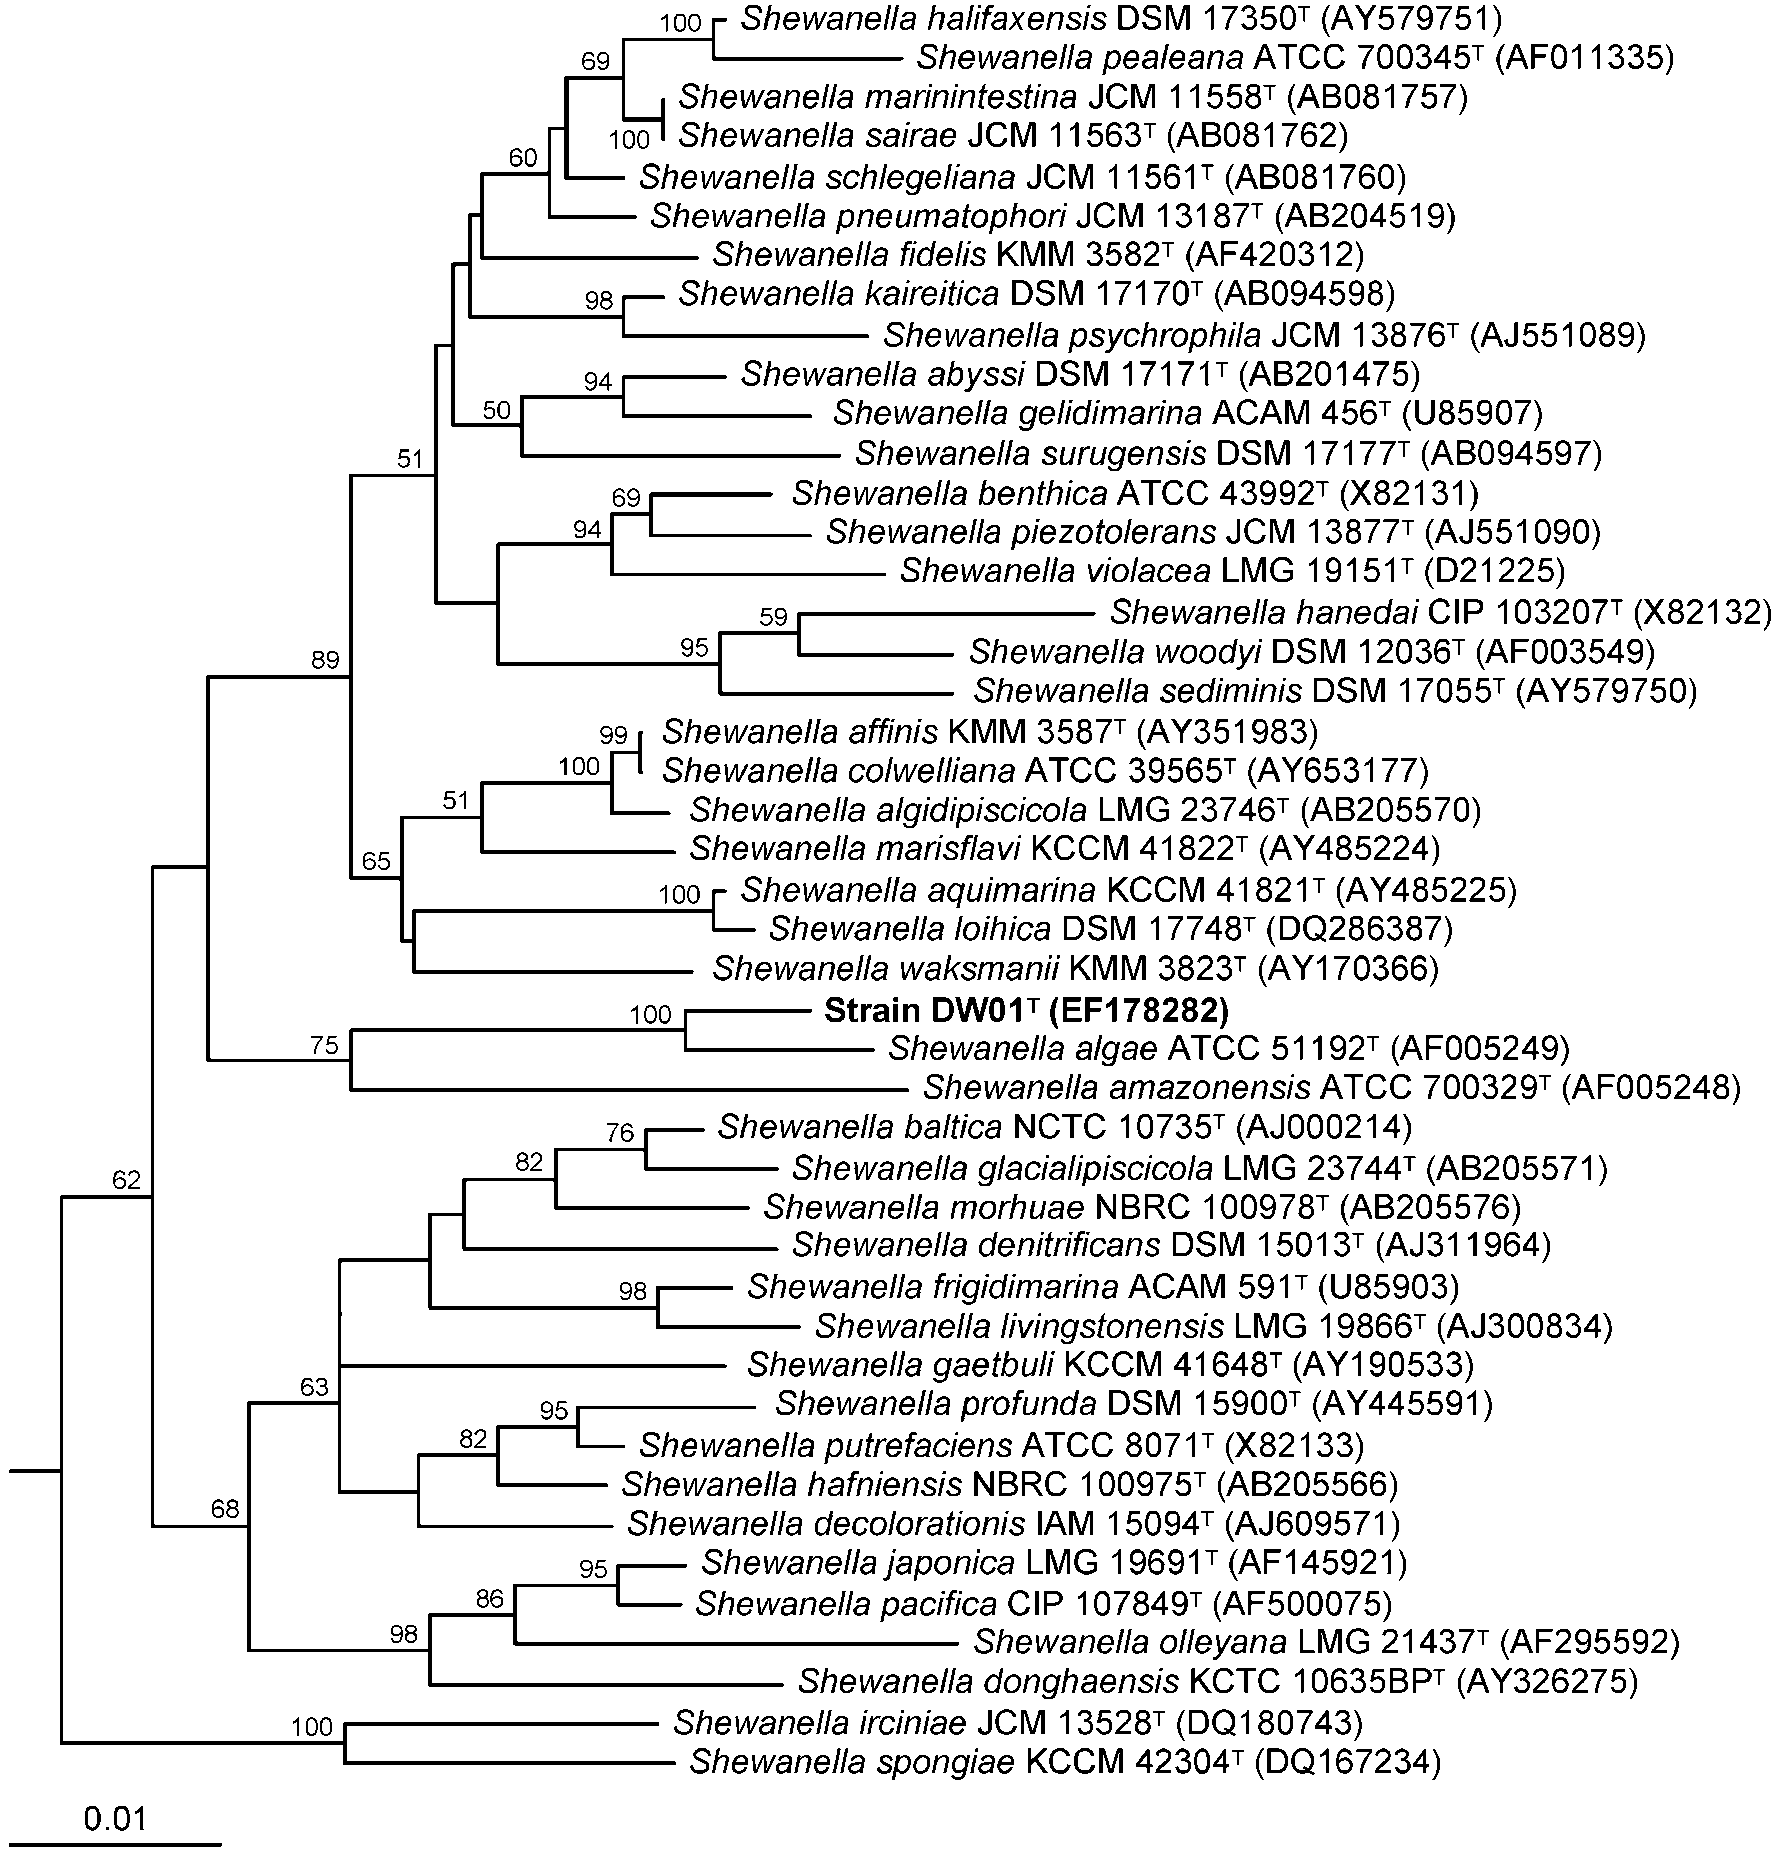 100 Shewanella halifaxensis DSM 17350ᵀ (AY579751)
Shewanella pealeana ATCC 700345ᵀ (AF011335)
69
Shewanella marinintestina JCM 11558ᵀ (AB081757)
100 Shewanella sairae JCM 11563ᵀ (AB081762)
60
Shewanella schlegeliana JCM 11561ᵀ (AB081760)
Shewanella pneumatophori JCM 13187ᵀ (AB204519)
Shewanella fidelis KMM 3582ᵀ (AF420312)
98 Shewanella kaireitica DSM 17170ᵀ (AB094598)
Shewanella psychrophila JCM 13876ᵀ (AJ551089)
94 Shewanella abyssi DSM 17171ᵀ (AB201475)
50 Shewanella gelidimarina ACAM 456ᵀ (U85907)
51 Shewanella surugensis DSM 17177ᵀ (AB094597)
69 Shewanella benthica ATCC 43992ᵀ (X82131)
94 Shewanella piezotolerans JCM 13877ᵀ (AJ551090)
Shewanella violacea LMG 19151ᵀ (D21225)
59 Shewanella hanedai CIP 103207ᵀ (X82132)
95 Shewanella woodyi DSM 12036ᵀ (AF003549)
89
Shewanella sediminis DSM 17055ᵀ (AY579750)
99 Shewanella affinis KMM 3587ᵀ (AY351983)
100 Shewanella colwelliana ATCC 39565ᵀ (AY653177)
51 Shewanella algidipiscicola LMG 23746ᵀ (AB205570)
65 Shewanella marisflavi KCCM 41822ᵀ (AY485224)
100 Shewanella aquimarina KCCM 41821ᵀ (AY485225)
Shewanella loihica DSM 17748ᵀ (DQ286387)
Shewanella waksmanii KMM 3823ᵀ (AY170366)
100 Strain DW01ᵀ (EF178282)
75 Shewanella algae ATCC 51192ᵀ (AF005249)
Shewanella amazonensis ATCC 700329ᵀ (AF005248)
76 Shewanella baltica NCTC 10735ᵀ (AJ000214)
82 Shewanella glacialipiscicola LMG 23744ᵀ (AB205571)
62
Shewanella morhuae NBRC 100978ᵀ (AB205576)
Shewanella denitrificans DSM 15013ᵀ (AJ311964)
98 Shewanella frigidimarina ACAM 591ᵀ (U85903)
Shewanella livingstonensis LMG 19866ᵀ (AJ300834)
Shewanella gaetbuli KCCM 41648ᵀ (AY190533)
63
95 Shewanella profunda DSM 15900ᵀ (AY445591)
82 Shewanella putrefaciens ATCC 8071ᵀ (X82133)
Shewanella hafniensis NBRC 100975ᵀ (AB205566)
68
Shewanella decolorationis IAM 15094ᵀ (AJ609571)
95 Shewanella japonica LMG 19691ᵀ (AF145921)
86 Shewanella pacifica CIP 107849ᵀ (AF500075)
98 Shewanella olleyana LMG 21437ᵀ (AF295592)
Shewanella donghaensis KCTC 10635BPᵀ (AY326275)
100 Shewanella irciniae JCM 13528ᵀ (DQ180743)
Shewanella spongiae KCCM 42304ᵀ (DQ167234)
0.01